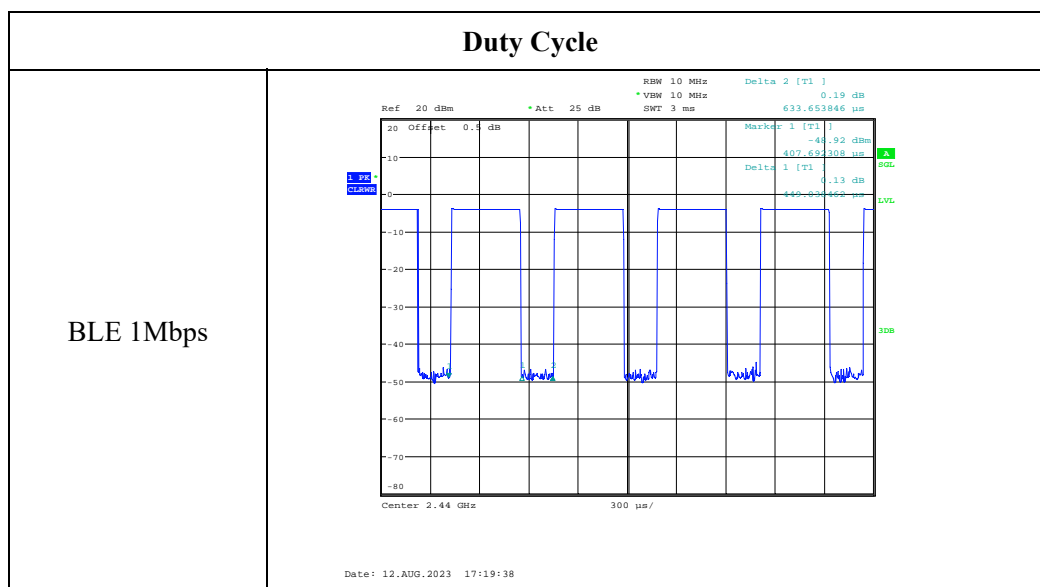 Duty Cycle
BLE 1Mbps
RBW 10 MHz Delta 2 [T1 ]
* VBW 10 MHz 0.19 dB
Ref 20 dBm * Att 25 dB SWT 3 ms 633.653846 µs
20 Offset 0.5 dB Marker 1 [T1 ]
-48.92 dBm
407.692308 µs
10 A
SGL
Delta 1 [T1 ]
0.13 dB
1 PK *
CLRWR
0
LVL
-10
-20
-30
3DB
-40
1 1 2
-50
-60
-70
-80
Center 2.44 GHz 300 µs/
Date: 12.AUG.2023 17:19:38